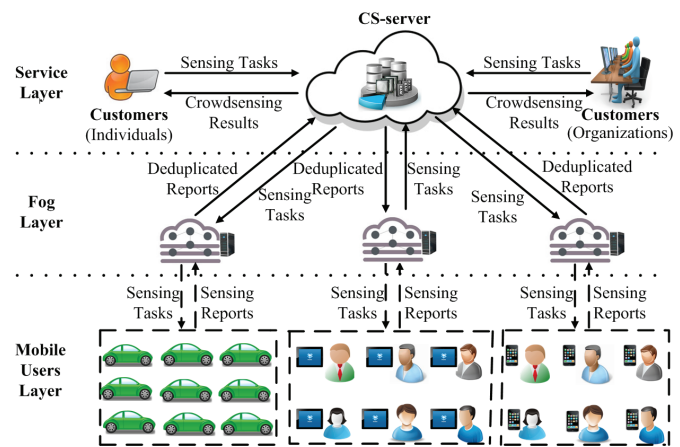 CS-server
Sensing Tasks
Sensing Tasks
Service
Layer
Customers
(Individuals)
Crowdsensing
Results
Crowdsensing
Results
Customers
(Organizations)
Deduplicated
Reports
Sensing
Tasks
Deduplicated
Reports
Sensing
Tasks
Sensing
Tasks
Deduplicated
Reports
Fog
Layer
Sensing
Tasks
Sensing
Reports
Sensing
Tasks
Sensing
Reports
Sensing
Tasks
Sensing
Reports
Mobile
Users
Layer